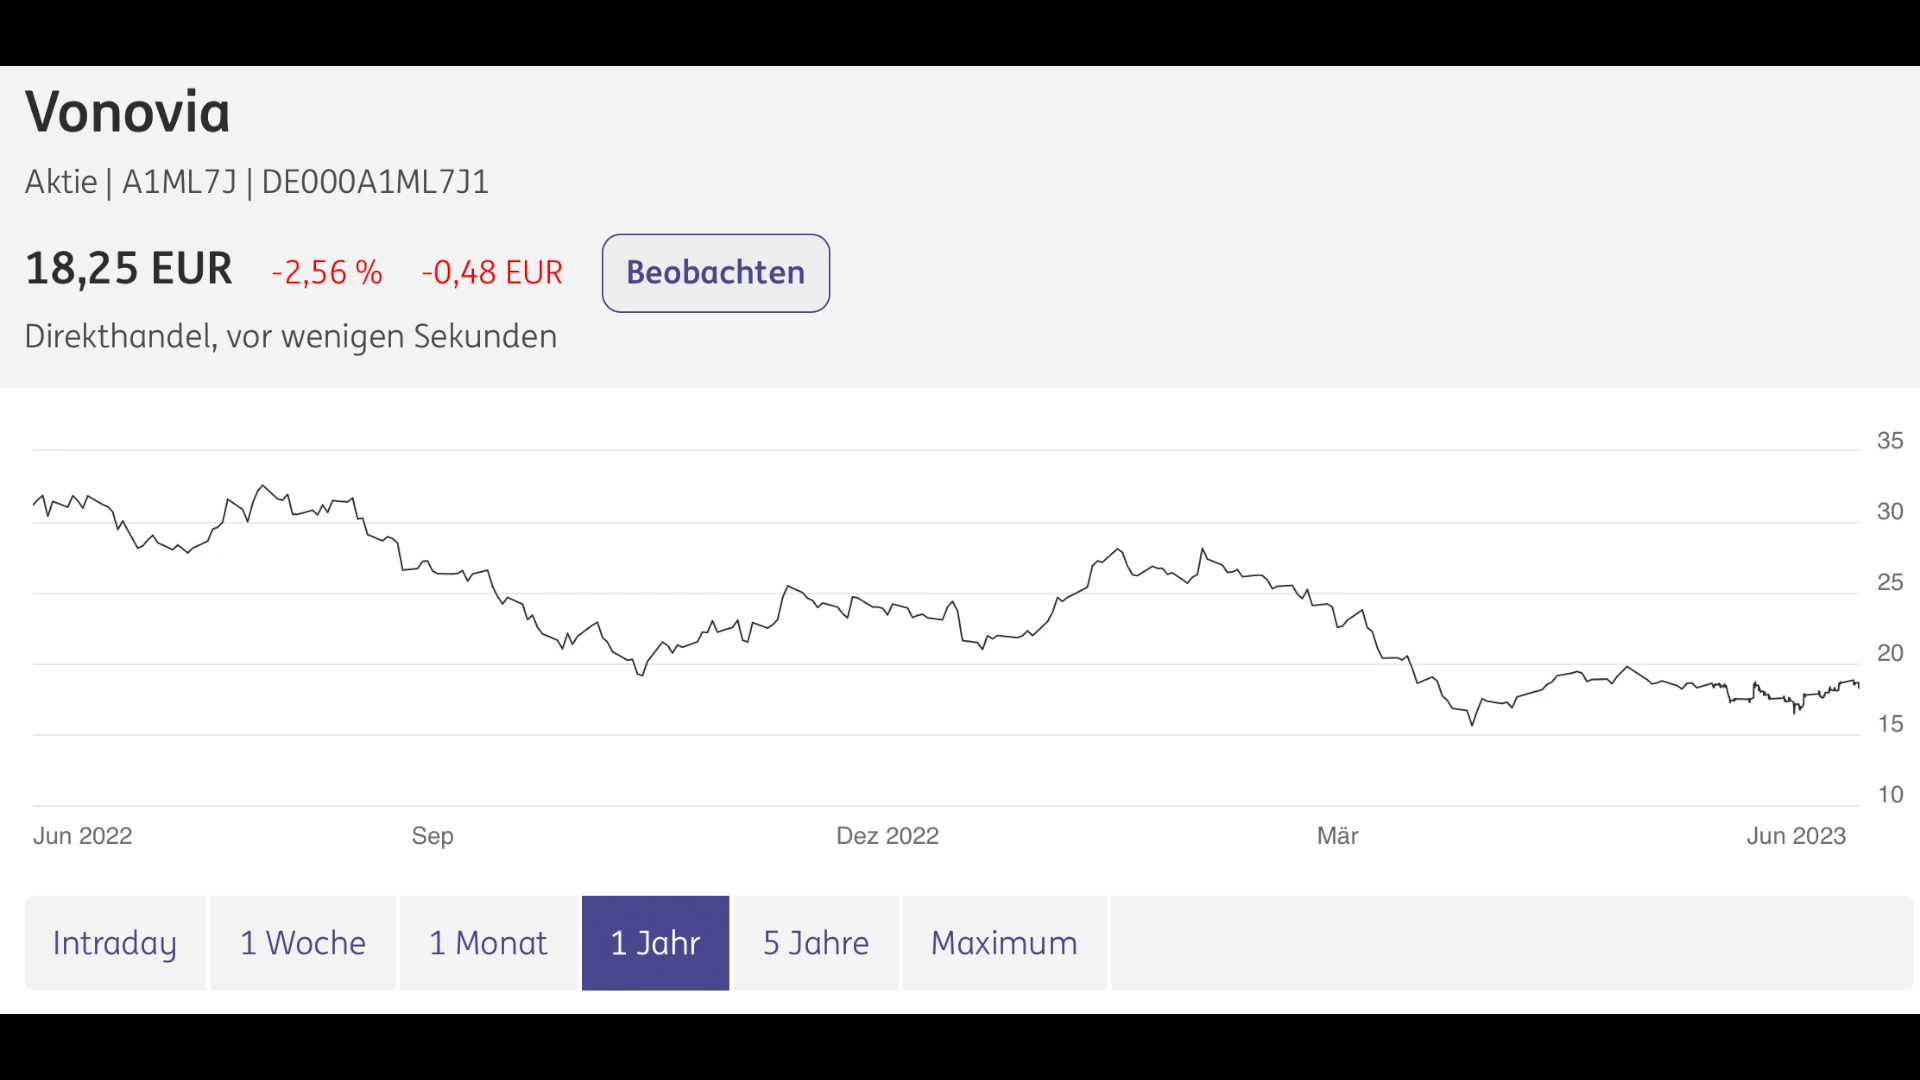 Vonovia
Aktie | A1ML7J | DE000A1ML7J1
18,25 EUR -2,56 % -0,48 EUR Beobachten
Direkthandel, vor wenigen Sekunden
35
30
25
20
15
10
Jun 2022 Sep Dez 2022 Mär Jun 2023
Intraday 1 Woche 1 Monat 1 Jahr 5 Jahre Maximum